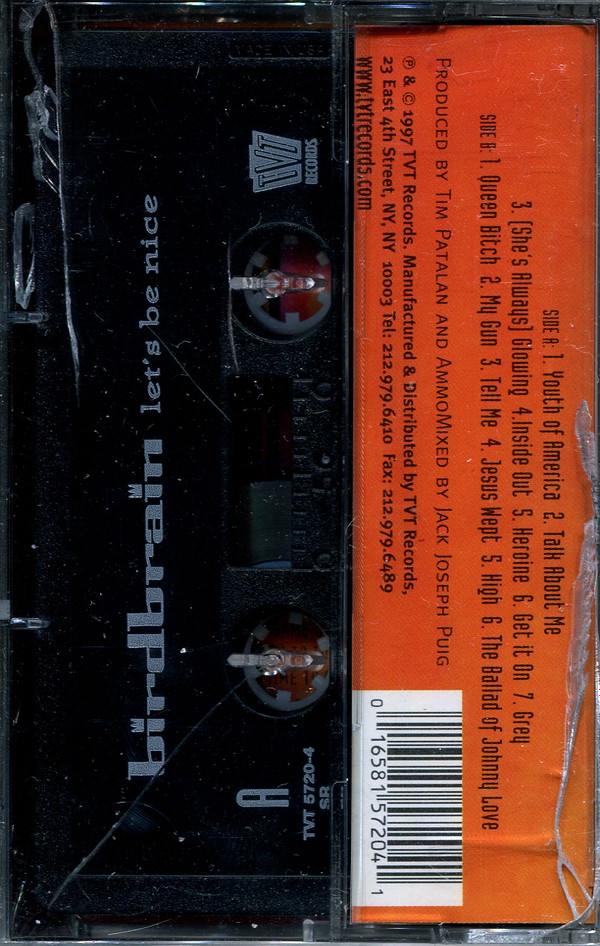 MADE IN U.S.A.
TVT
RECORDS
birdbrain let's be nice
A
TVT 5720-4
SR
SIDE A: 1. Youth of America 2. Talk About Me
3. [She's Always] Glowing 4.Inside Out 5. Heroine 6. Get it On 7. Grey
SIDE B: 1. Queen Bitch 2. My Gun 3. Tell Me 4. Jesus Wept 5. High 6. The Ballad of Johnny Love
PRODUCED BY TIM PATALAN AND AMMOMIXED BY JACK JOSEPH PUIG
℗ & © 1997 TVT Records. Manufactured & Distributed by TVT Records,
23 East 4th Street, NY, NY 10003 Tel: 212.979.6410 Fax: 212.979.6489
www.tvtrecords.com
0 16581 57204 1